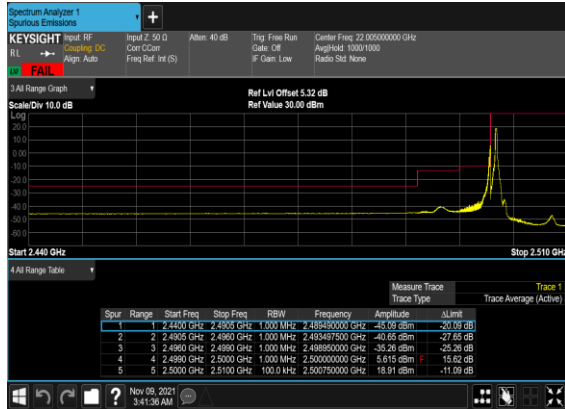 Spectrum Analyzer 1
Spurious Emissions
KEYSIGHT Input: RF Input Z: 50 Ω Atten: 40 dB Trig: Free Run Center Freq: 22.005000000 GHz
RL Coupling: DC Corr CCorr Gate: Off Avg|Hold: 1000/1000
Align: Auto Freq Ref: Int (S) IF Gain: Low Radio Std: None
FAIL
3 All Range Graph
Ref Lvl Offset 5.32 dB
Scale/Div 10.0 dB Ref Value 30.00 dBm
Log
20.0
10.0
0.00
-10.0
-20.0
-30.0
-40.0
-50.0
-60.0
Start 2.440 GHz Stop 2.510 GHz
4 All Range Table
Measure Trace Trace 1
Trace Type Trace Average (Active)
Spur Range Start Freq Stop Freq RBW Frequency Amplitude ΔLimit
1 1 2.4400 GHz 2.4905 GHz 1.000 MHz 2.489490000 GHz -45.09 dBm -20.09 dB
2 2 2.4905 GHz 2.4960 GHz 1.000 MHz 2.493497500 GHz -40.65 dBm -27.65 dB
3 3 2.4960 GHz 2.4990 GHz 1.000 MHz 2.498950000 GHz -35.26 dBm -25.26 dB
4 4 2.4990 GHz 2.5000 GHz 1.000 MHz 2.500000000 GHz 5.615 dBm F 15.62 dB
5 5 2.5000 GHz 2.5100 GHz 100.0 kHz 2.500750000 GHz 18.91 dBm -11.09 dB
Nov 09, 2021
3:41:36 AM